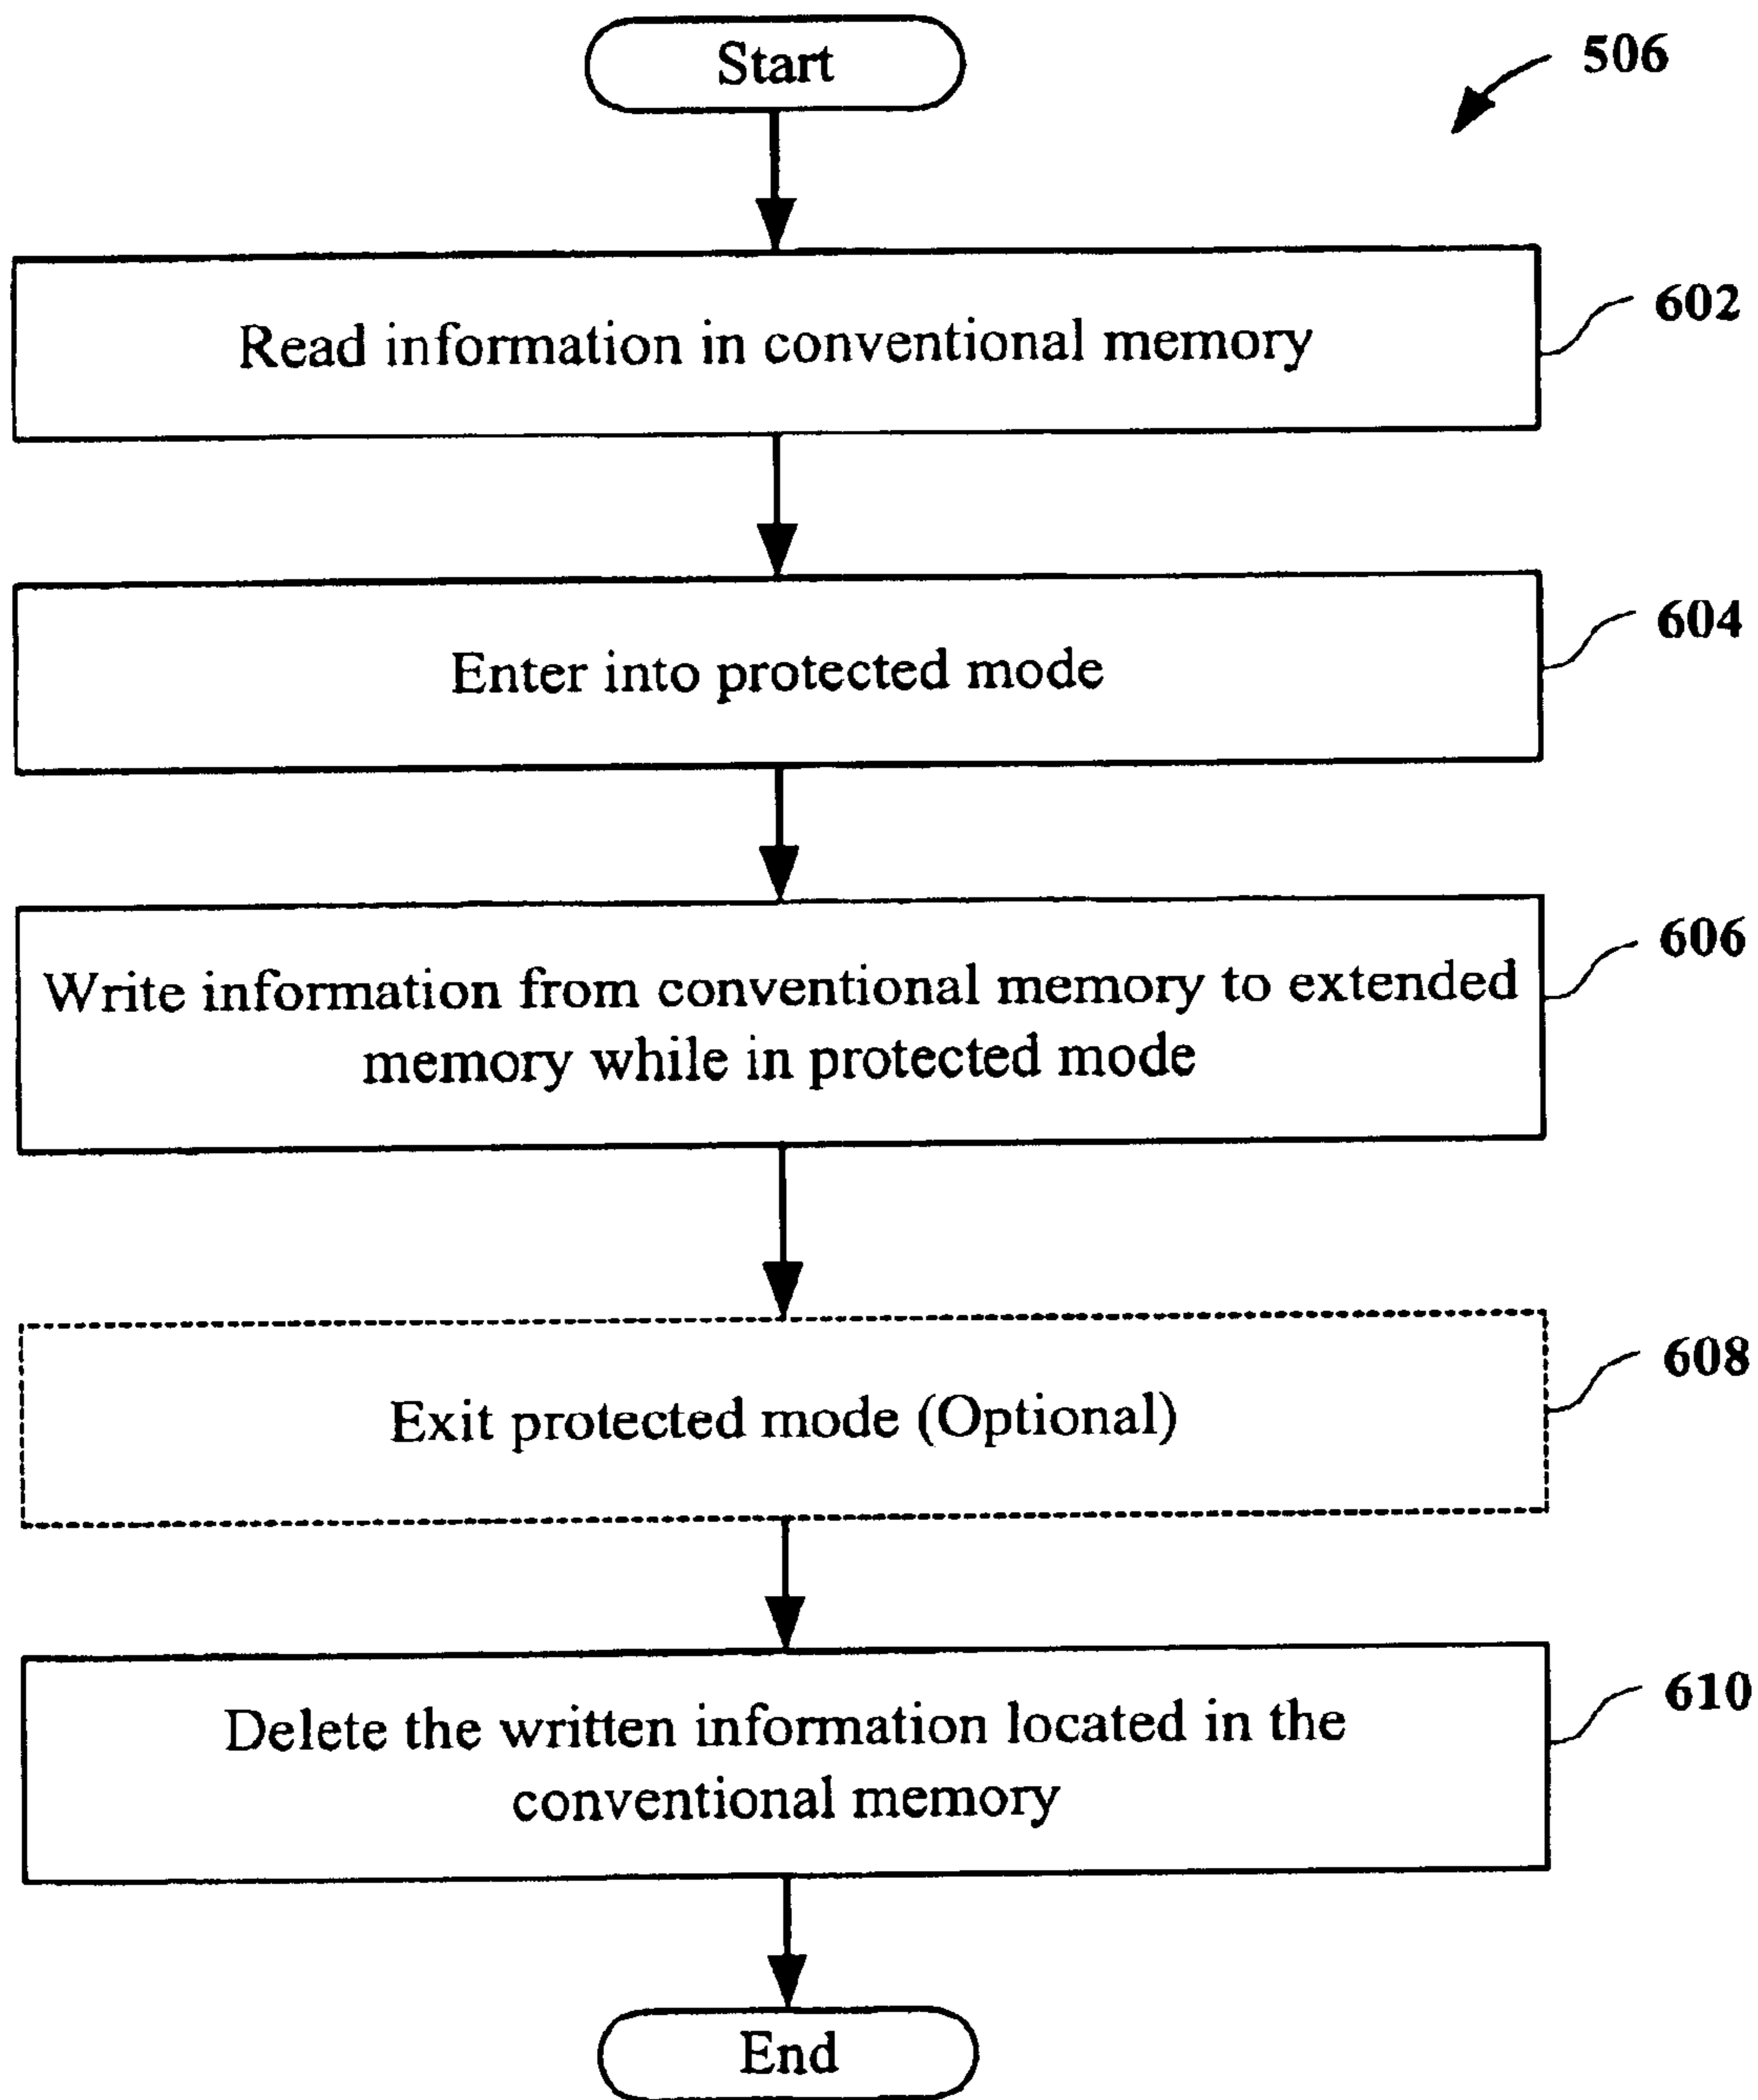 Start
506
Read information in conventional memory
602
Enter into protected mode
604
Write information from conventional memory to extended
memory while in protected mode
606
Exit protected mode (Optional)
608
Delete the written information located in the
conventional memory
610
End